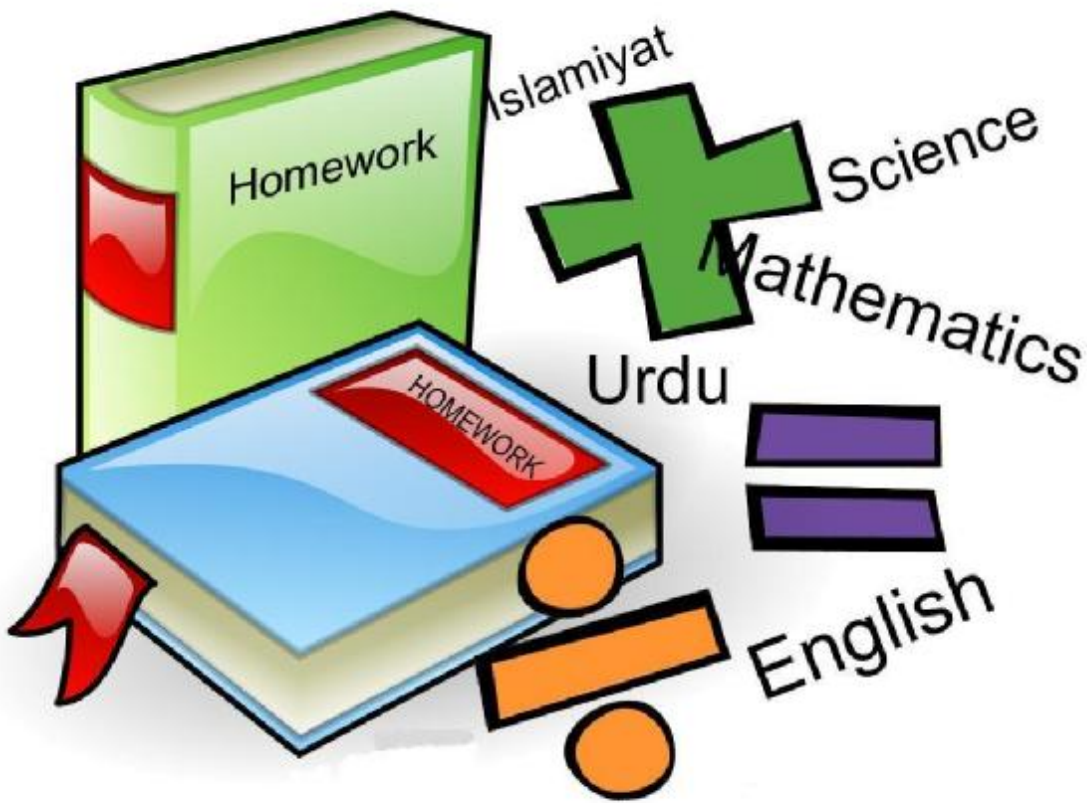 Islamiyat
Homework
Science
Mathematics
Urdu
HOMEWORK
English